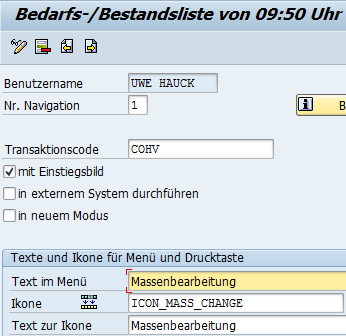 Bedarfs-/Bestandsliste von 09:50 Uhr
Benutzername UWE HAUCK
Nr. Navigation 1
B
Transaktionscode COHV
mit Einstiegsbild
in externem System durchführen
in neuem Modus
Texte und Ikone für Menü und Drucktaste
Text im Menü Massenbearbeitung
Ikone ICON_MASS_CHANGE
Text zur Ikone Massenbearbeitung